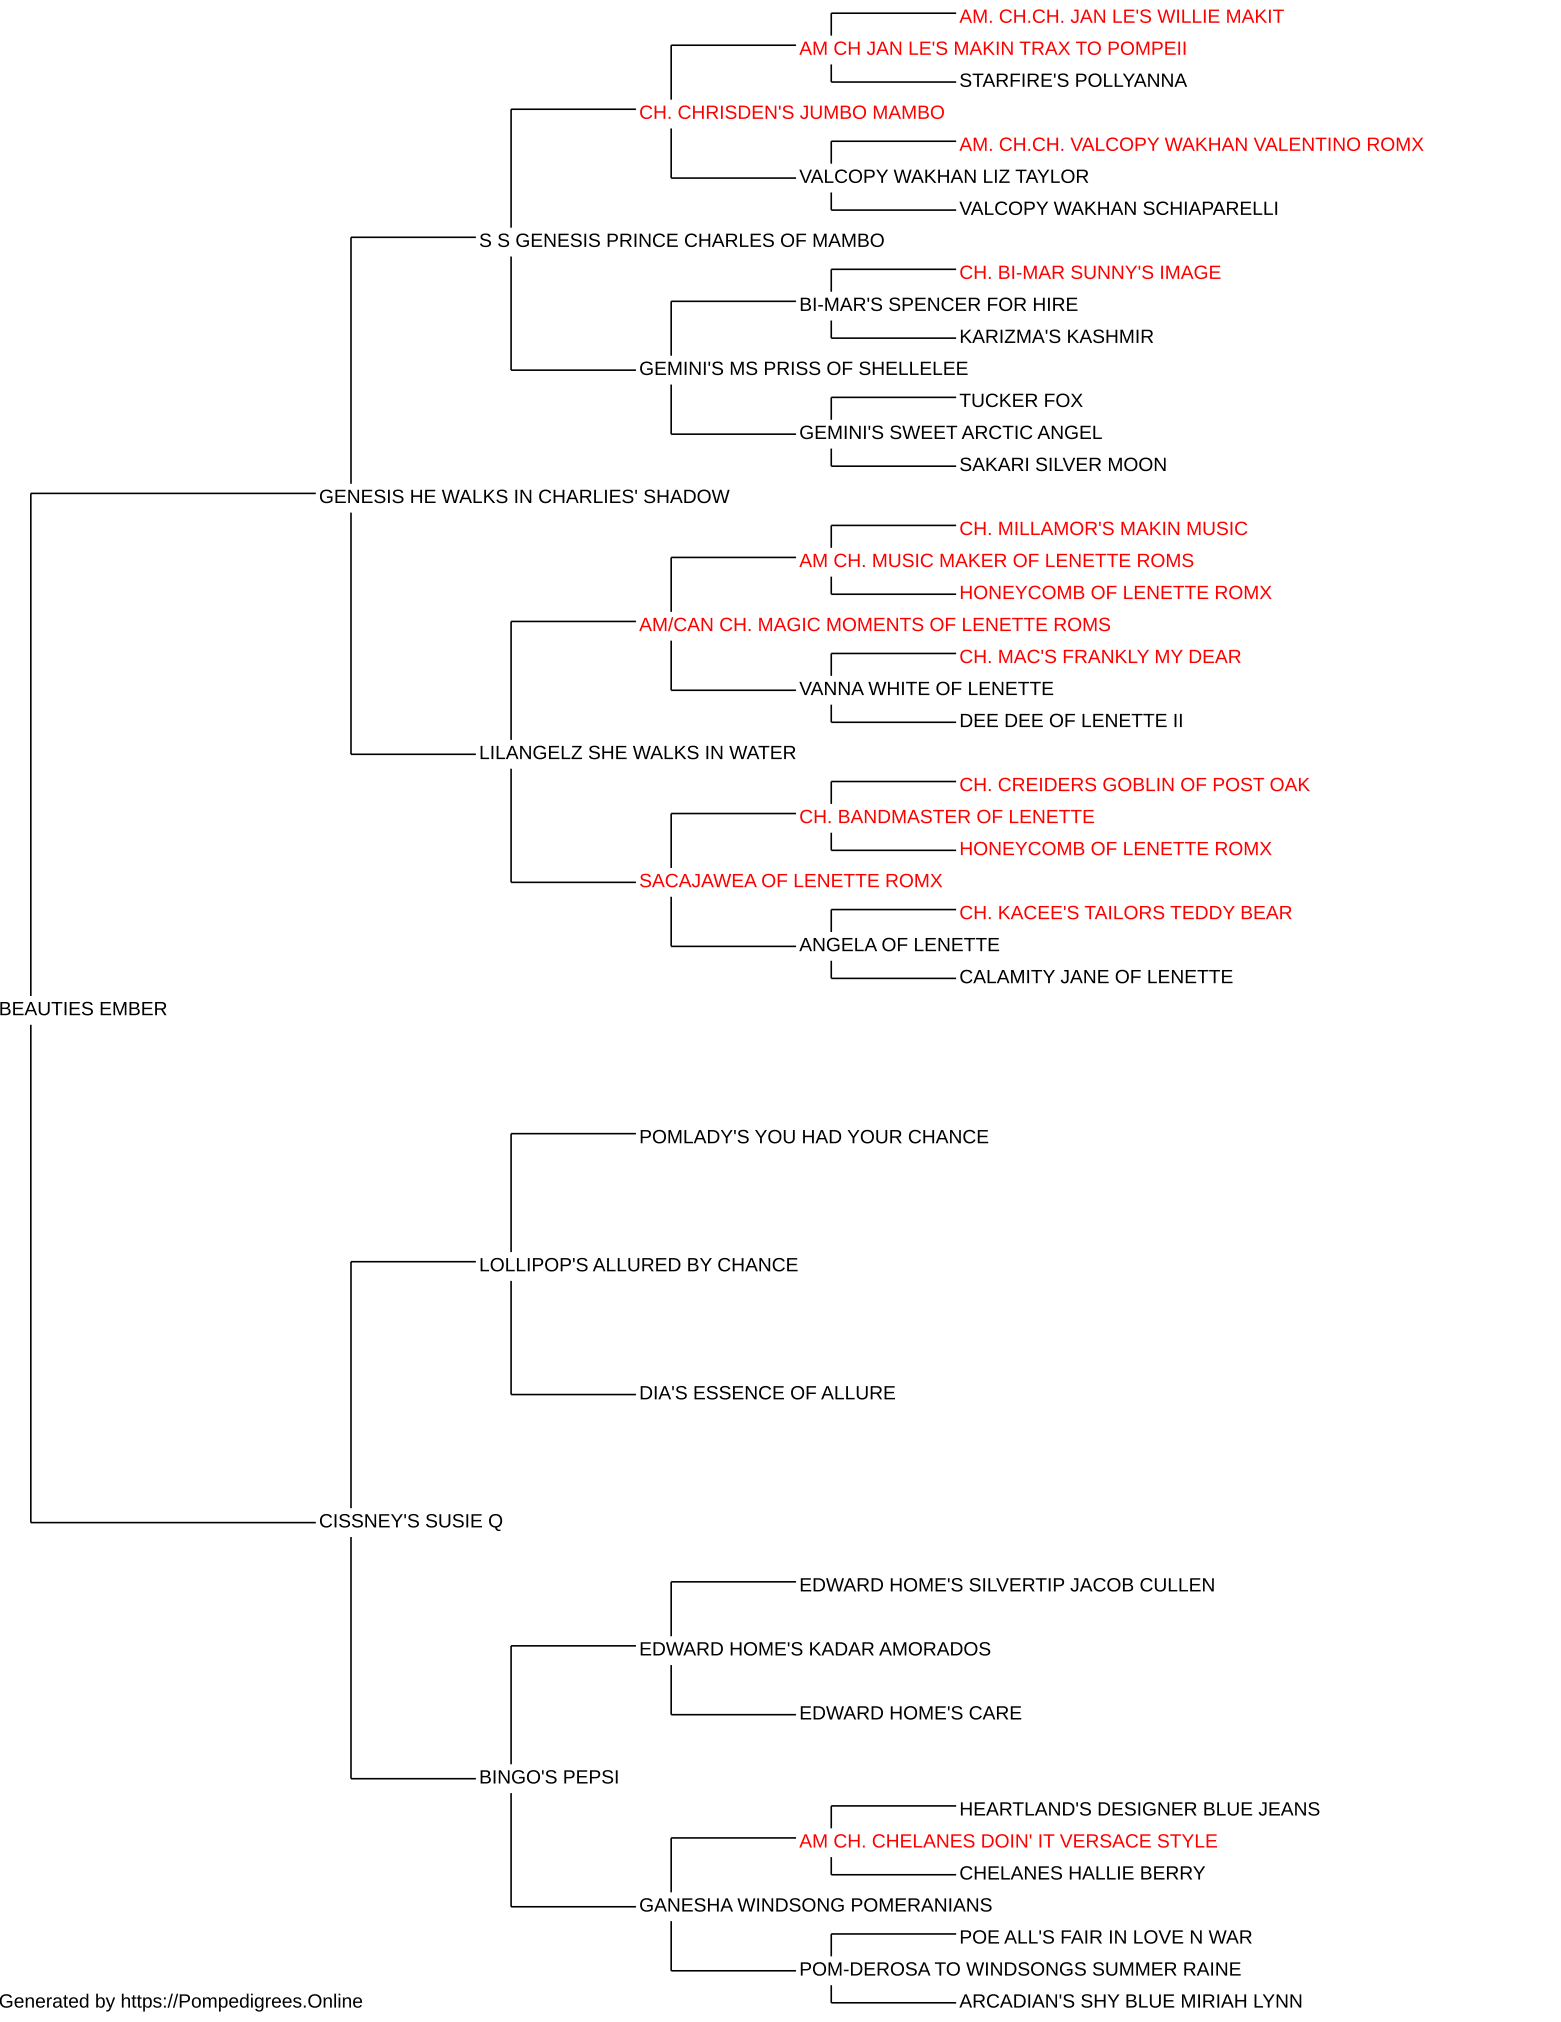 AM. CH.CH. JAN LE'S WILLIE MAKIT
AM CH JAN LE'S MAKIN TRAX TO POMPEII
STARFIRE'S POLLYANNA
CH. CHRISDEN'S JUMBO MAMBO
AM. CH.CH. VALCOPY WAKHAN VALENTINO ROMX
VALCOPY WAKHAN LIZ TAYLOR
VALCOPY WAKHAN SCHIAPARELLI
S S GENESIS PRINCE CHARLES OF MAMBO
CH. BI-MAR SUNNY'S IMAGE
BI-MAR'S SPENCER FOR HIRE
KARIZMA'S KASHMIR
GEMINI'S MS PRISS OF SHELLELEE
TUCKER FOX
GEMINI'S SWEET ARCTIC ANGEL
SAKARI SILVER MOON
GENESIS HE WALKS IN CHARLIES' SHADOW
CH. MILLAMOR'S MAKIN MUSIC
AM CH. MUSIC MAKER OF LENETTE ROMS
HONEYCOMB OF LENETTE ROMX
AM/CAN CH. MAGIC MOMENTS OF LENETTE ROMS
CH. MAC'S FRANKLY MY DEAR
VANNA WHITE OF LENETTE
DEE DEE OF LENETTE II
LILANGELZ SHE WALKS IN WATER
CH. CREIDERS GOBLIN OF POST OAK
CH. BANDMASTER OF LENETTE
HONEYCOMB OF LENETTE ROMX
SACAJAWEA OF LENETTE ROMX
CH. KACEE'S TAILORS TEDDY BEAR
ANGELA OF LENETTE
CALAMITY JANE OF LENETTE
BEAUTIES EMBER
POMLADY'S YOU HAD YOUR CHANCE
LOLLIPOP'S ALLURED BY CHANCE
DIA'S ESSENCE OF ALLURE
CISSNEY'S SUSIE Q
EDWARD HOME'S SILVERTIP JACOB CULLEN
EDWARD HOME'S KADAR AMORADOS
EDWARD HOME'S CARE
BINGO'S PEPSI
HEARTLAND'S DESIGNER BLUE JEANS
AM CH. CHELANES DOIN' IT VERSACE STYLE
CHELANES HALLIE BERRY
GANESHA WINDSONG POMERANIANS
POE ALL'S FAIR IN LOVE N WAR
POM-DEROSA TO WINDSONGS SUMMER RAINE
ARCADIAN'S SHY BLUE MIRIAH LYNN
Generated by https://Pompedigrees.Online